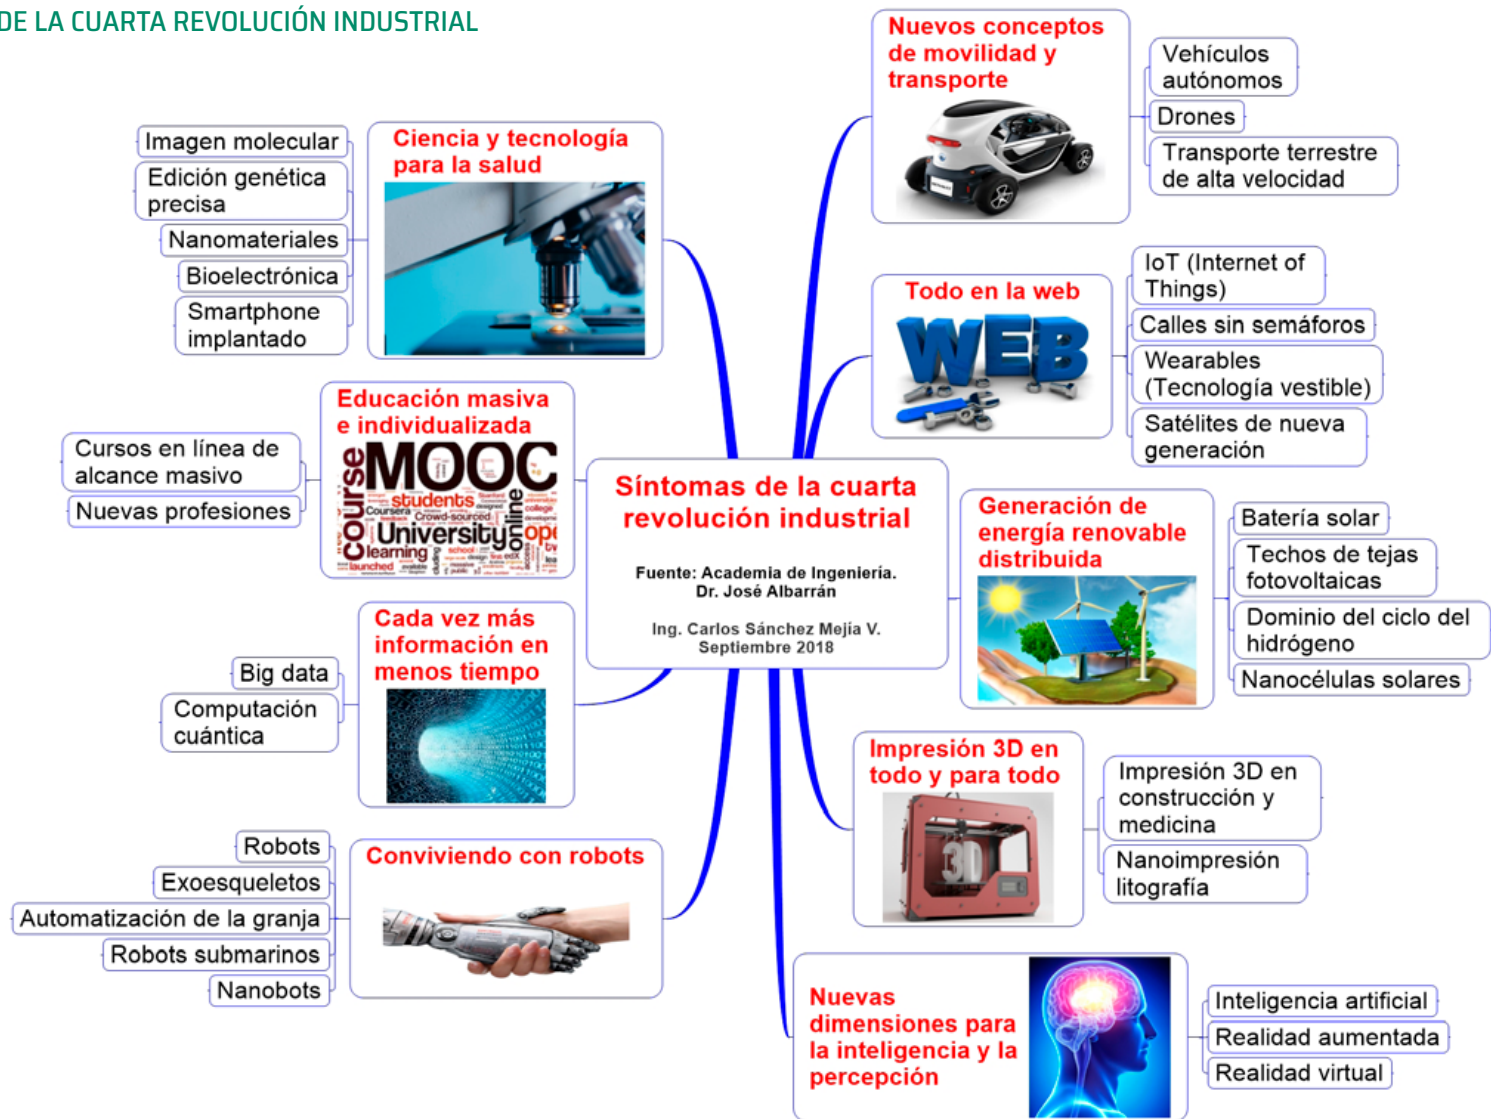 DE LA CUARTA REVOLUCIÓN INDUSTRIAL
Síntomas de la cuarta
revolución industrial
Fuente: Academia de Ingeniería.
Dr. José Albarrán
Ing. Carlos Sánchez Mejía V.
Septiembre 2018
Nuevos conceptos
de movilidad y
transporte
Vehículos
autónomos
Drones
Transporte terrestre
de alta velocidad
Todo en la web
WEB
IoT (Internet of
Things)
Calles sin semáforos
Wearables
(Tecnología vestible)
Satélites de nueva
generación
Generación de
energía renovable
distribuida
Batería solar
Techos de tejas
fotovoltaicas
Dominio del ciclo del
hidrógeno
Nanocélulas solares
Impresión 3D en
todo y para todo
3D
Impresión 3D en
construcción y
medicina
Nanoimpresión
litografía
Nuevas
dimensiones para
la inteligencia y la
percepción
Inteligencia artificial
Realidad aumentada
Realidad virtual
Ciencia y tecnología
para la salud
Imagen molecular
Edición genética
precisa
Nanomateriales
Bioelectrónica
Smartphone
implantado
Educación masiva
e individualizada
course
MOOC
students
Coursera
Crowd-sourced
University
online
learning
launched
school
college
edX
Cursos en línea de
alcance masivo
Nuevas profesiones
Cada vez más
información en
menos tiempo
Big data
Computación
cuántica
Conviviendo con robots
Robots
Exoesqueletos
Automatización de la granja
Robots submarinos
Nanobots